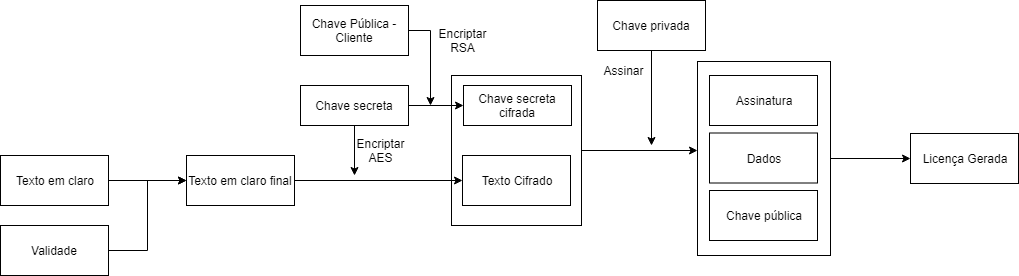 Chave Pública -
Cliente
Encriptar
RSA
Chave privada
Assinar
Chave secreta
Chave secreta
cifrada
Assinatura
Encriptar
AES
Texto em claro
Texto em claro final
Texto Cifrado
Dados
Licença Gerada
Validade
Chave pública